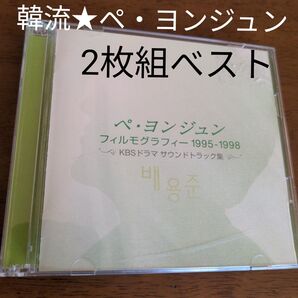 韓流★ペ・ヨンジュン
2枚組ベスト
ペ・ヨンジュン
フィルモグラフィー 1995-1998
KBSドラマ サウンドトラック集
배용준